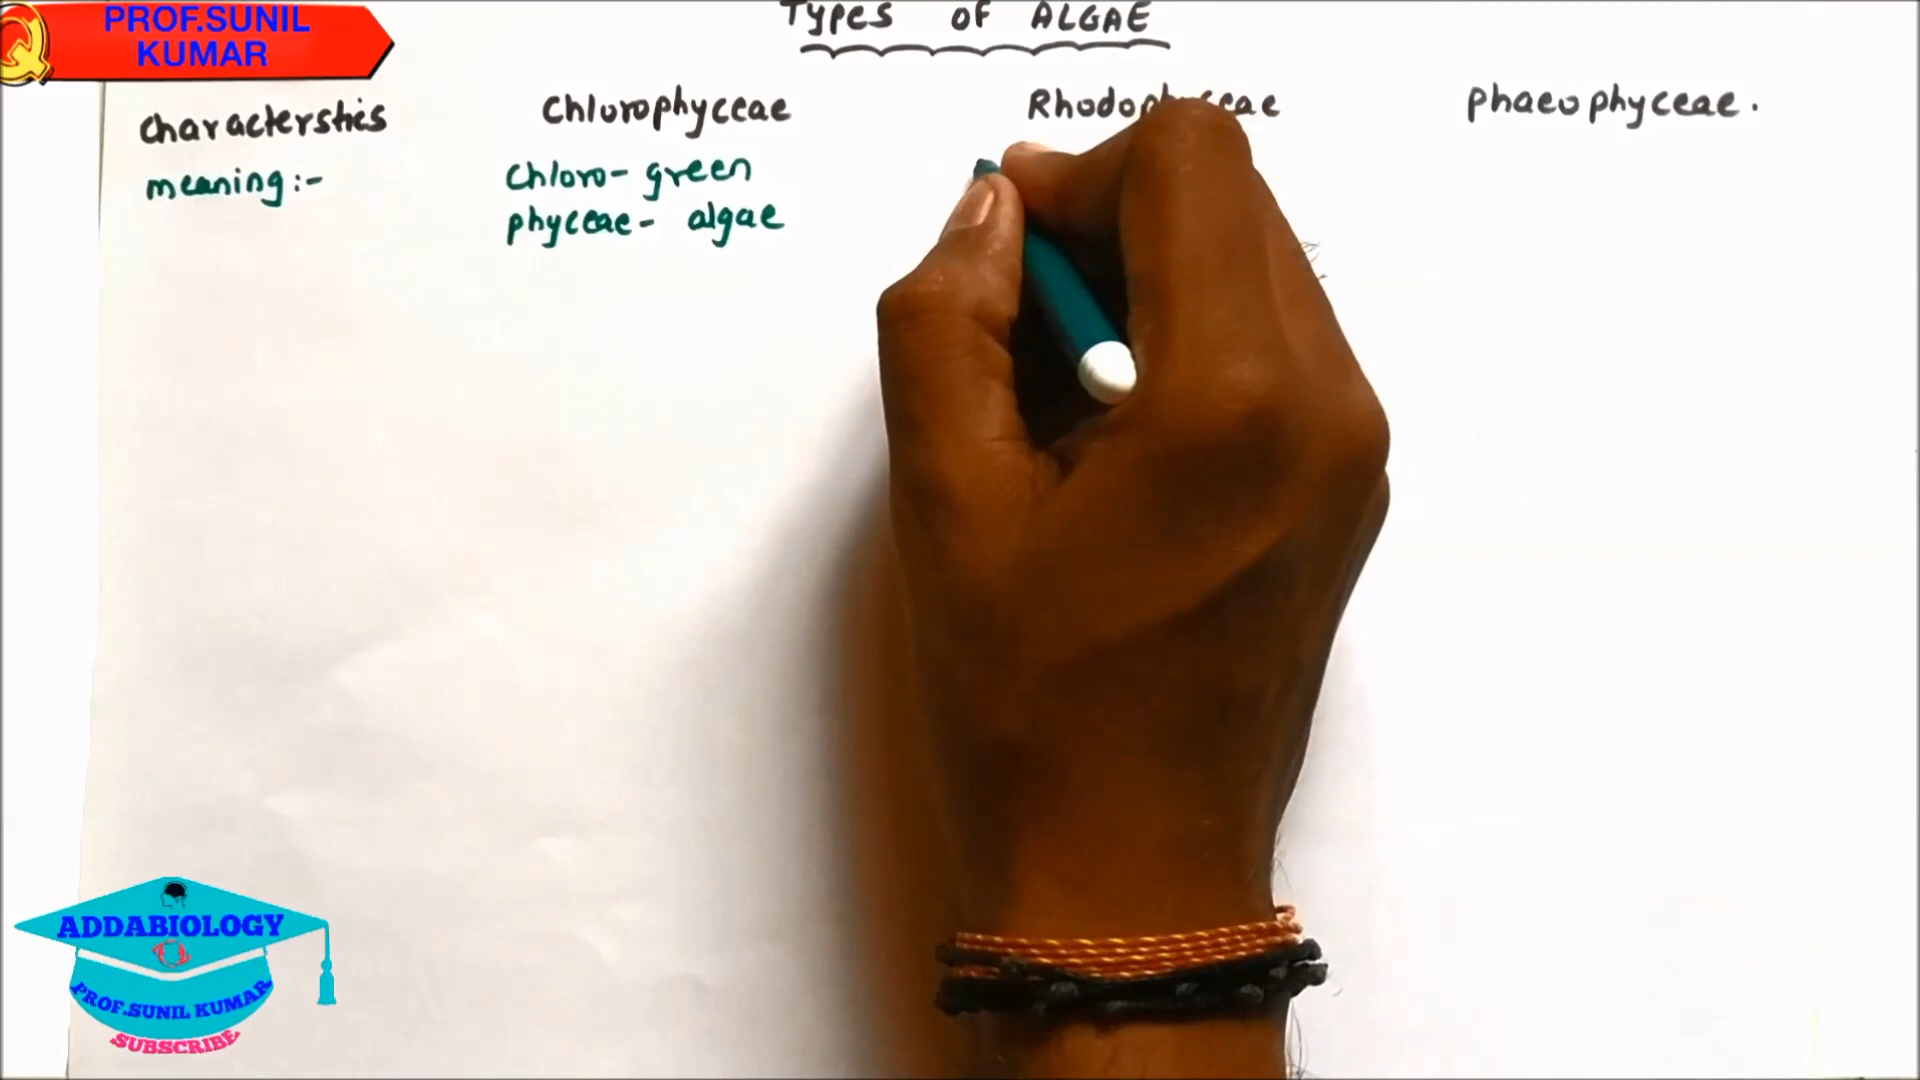 PROF.SUNIL
KUMAR
TYPES OF ALGAE
characterstics Chlorophyceae Rhodophyceae phaeophyceae.
meaning:- chloro- green
phyceae- algae
ADDABIOLOGY
PROF.SUNIL KUMAR
SUBSCRIBE